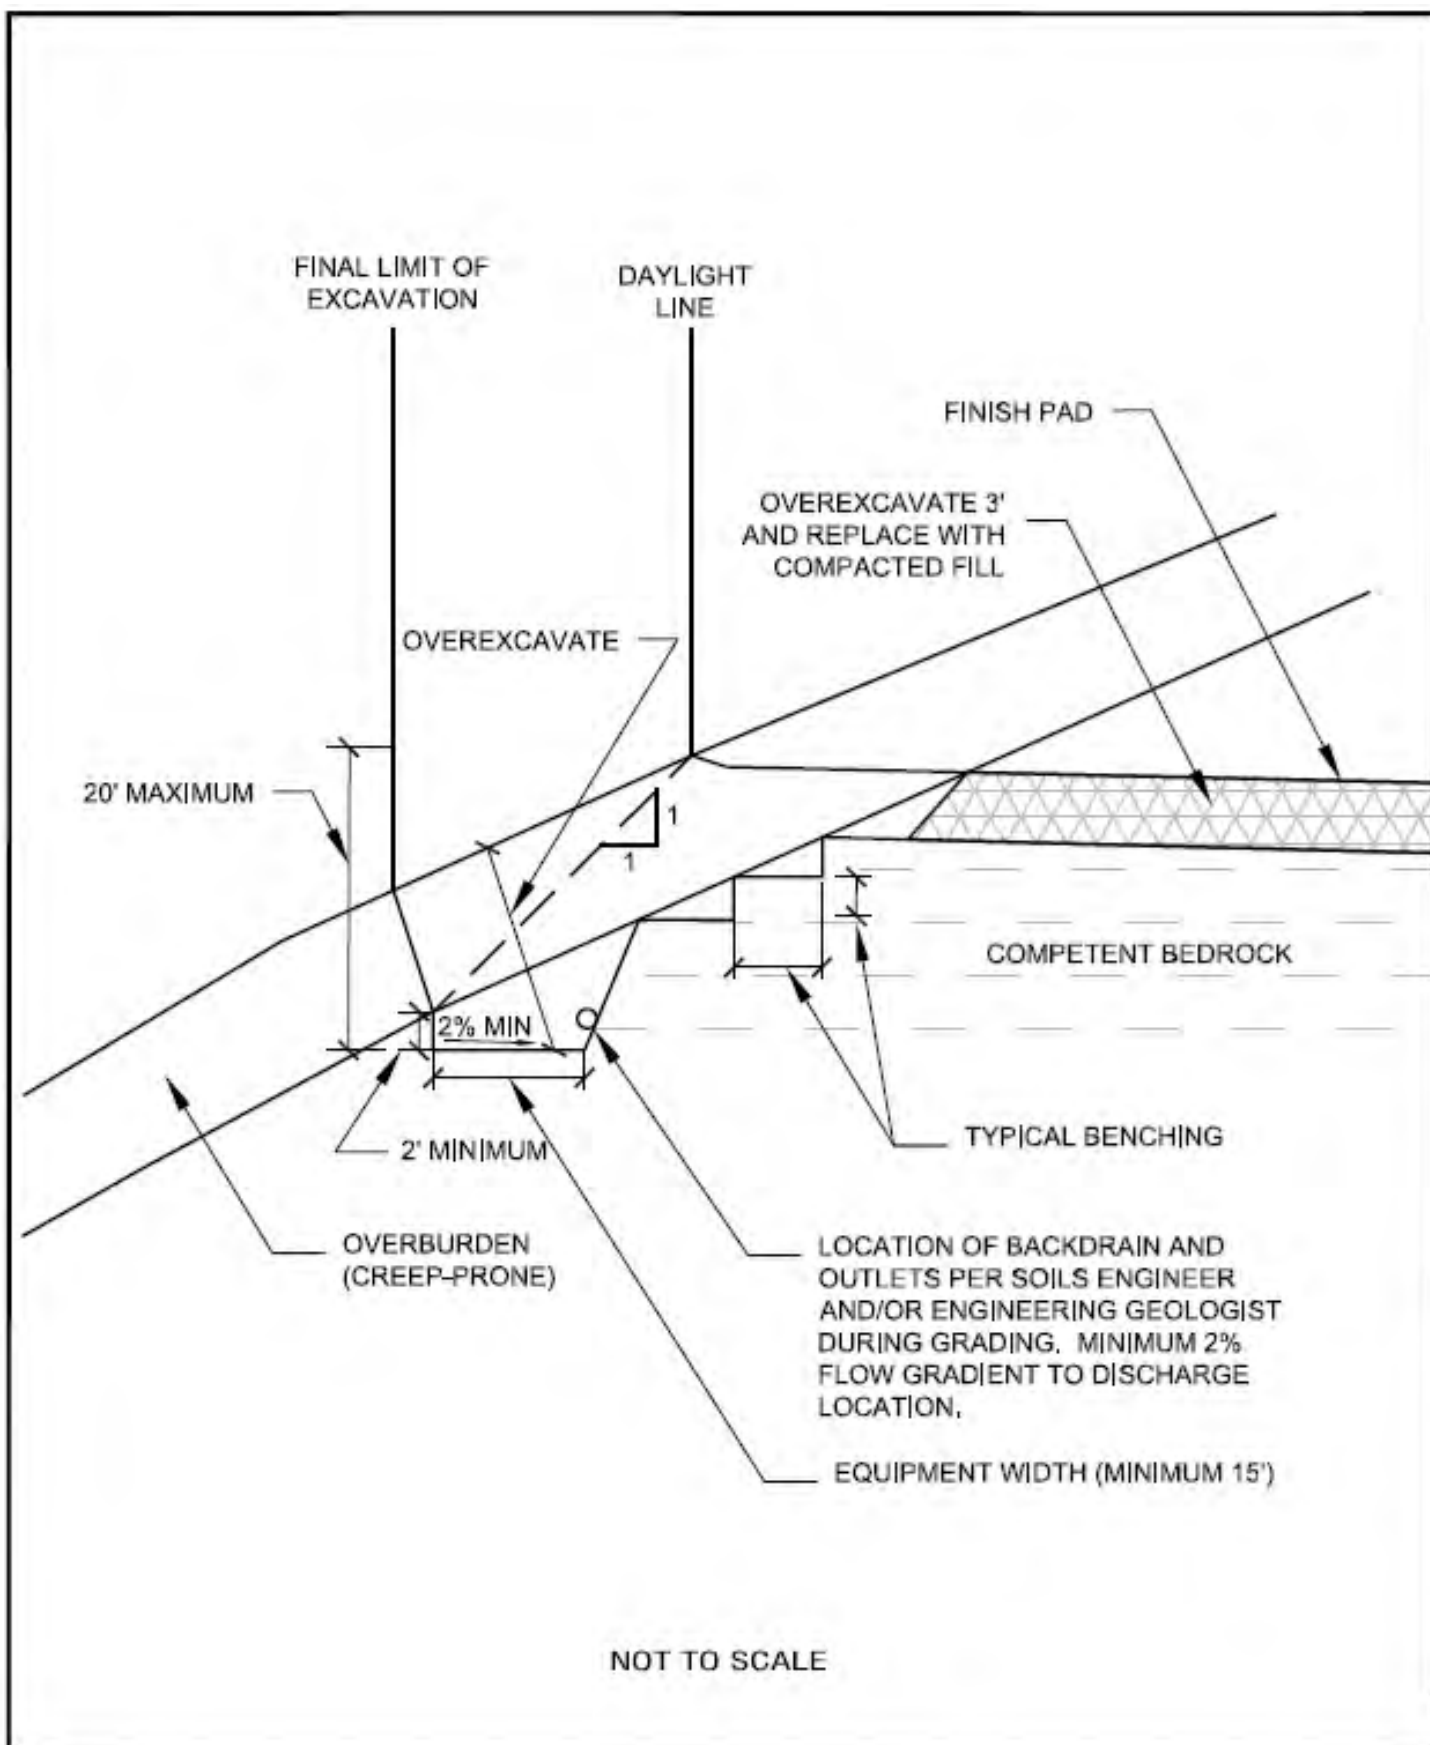 FINAL LIMIT OF
EXCAVATION
DAYLIGHT
LINE
FINISH PAD
OVEREXCAVATE 3'
AND REPLACE WITH
COMPACTED FILL
OVEREXCAVATE
20' MAXIMUM
1
1
COMPETENT BEDROCK
2% MIN
2' MINIMUM
TYPICAL BENCHING
OVERBURDEN
(CREEP-PRONE)
LOCATION OF BACKDRAIN AND
OUTLETS PER SOILS ENGINEER
AND/OR ENGINEERING GEOLOGIST
DURING GRADING. MINIMUM 2%
FLOW GRADIENT TO DISCHARGE
LOCATION.
EQUIPMENT WIDTH (MINIMUM 15')
NOT TO SCALE